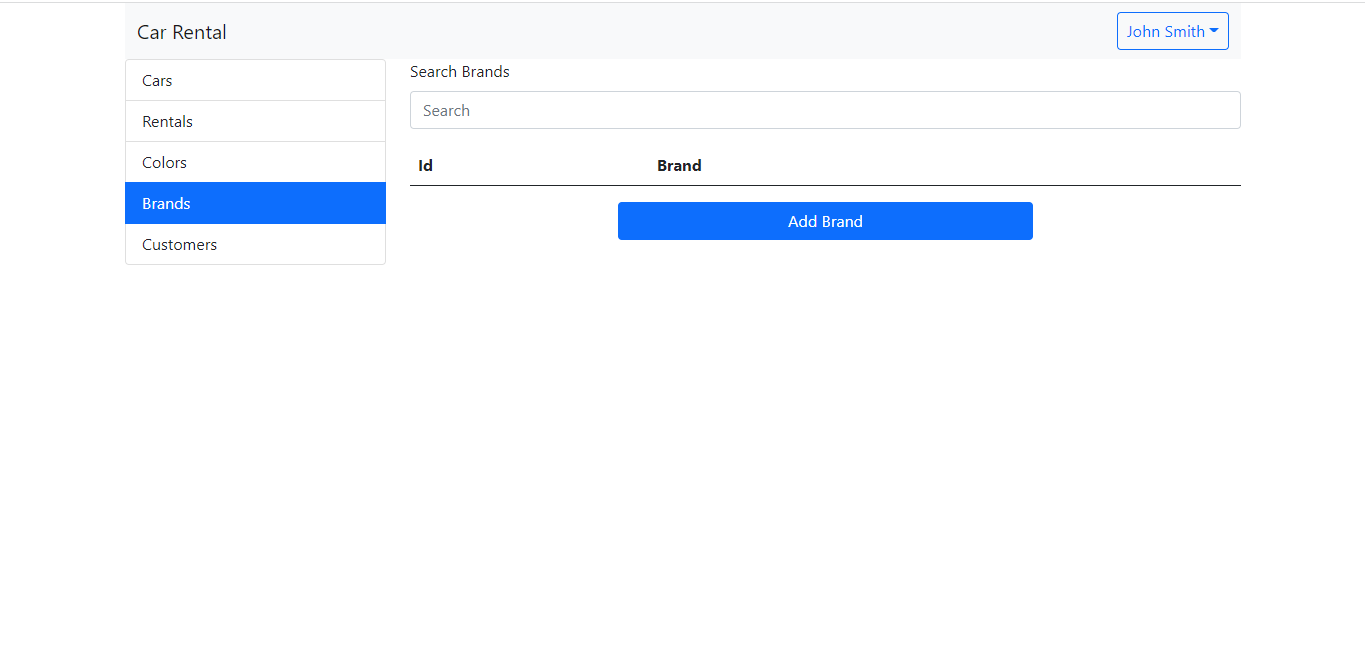 Car Rental
John Smith
Cars
Rentals
Colors
Brands
Customers
Search Brands
Search
Id Brand
Add Brand